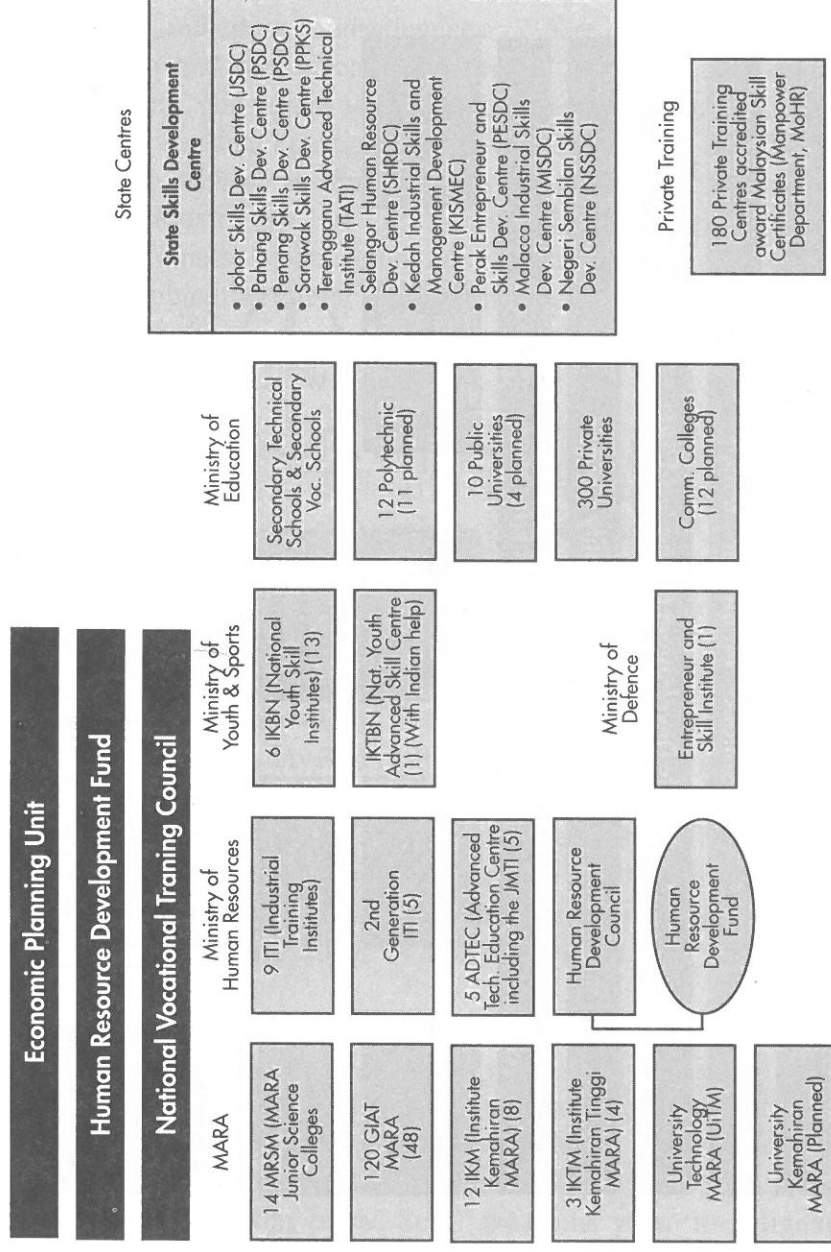 Economic Planning Unit
Human Resource Development Fund
National Vocational Traning Council
MARA
14 MRSM (MARA
Junior Science
Colleges
120 GIAT
MARA
(48)
12 IKM (Institute
Kemahiran
MARA) (8)
3 IKTM (Institute
Kemahiran Tinggi
MARA) (4)
University
Technology
MARA (UiTM)
University
Kemahiran
MARA (Planned)
Ministry of
Human Resources
9 ITI (Industrial
Training
Institutes)
2nd
Generation
ITI (5)
5 ADTEC (Advanced
Tech. Education Centre
including the JMTI (5)
Human Resource
Development
Council
Human
Resource
Development
Fund
Ministry of
Youth & Sports
6 IKBN (National
Youth Skill
Institutes) (13)
IKTBN (Nat. Youth
Advanced Skill Centre
(1) (With Indian help)
Ministry of
Defence
Entrepreneur and
Skill Institute (1)
Ministry of
Education
Secondary Technical
Schools & Secondary
Voc. Schools
12 Polytechnic
(11 planned)
10 Public
Universities
(4 planned)
300 Private
Universities
Comm. Colleges
(12 planned)
State Centres
State Skills Development
Centre
• Johor Skills Dev. Centre (JSDC)
• Pahang Skills Dev. Centre (PSDC)
• Penang Skills Dev. Centre (PSDC)
• Sarawak Skills Dev. Centre (PPKS)
• Terengganu Advanced Technical
Institute (TATI)
• Selangor Human Resource
Dev. Centre (SHRDC)
• Kedah Industrial Skills and
Management Development
Centre (KISMEC)
• Perak Entrepreneur and
Skills Dev. Centre (PESDC)
• Malacca Industrial Skills
Dev. Centre (MISDC)
• Negeri Sembilan Skills
Dev. Centre (NSSDC)
Private Training
180 Private Training
Centres accredited
award Malaysian Skill
Certificates (Manpower
Department, MoHR)